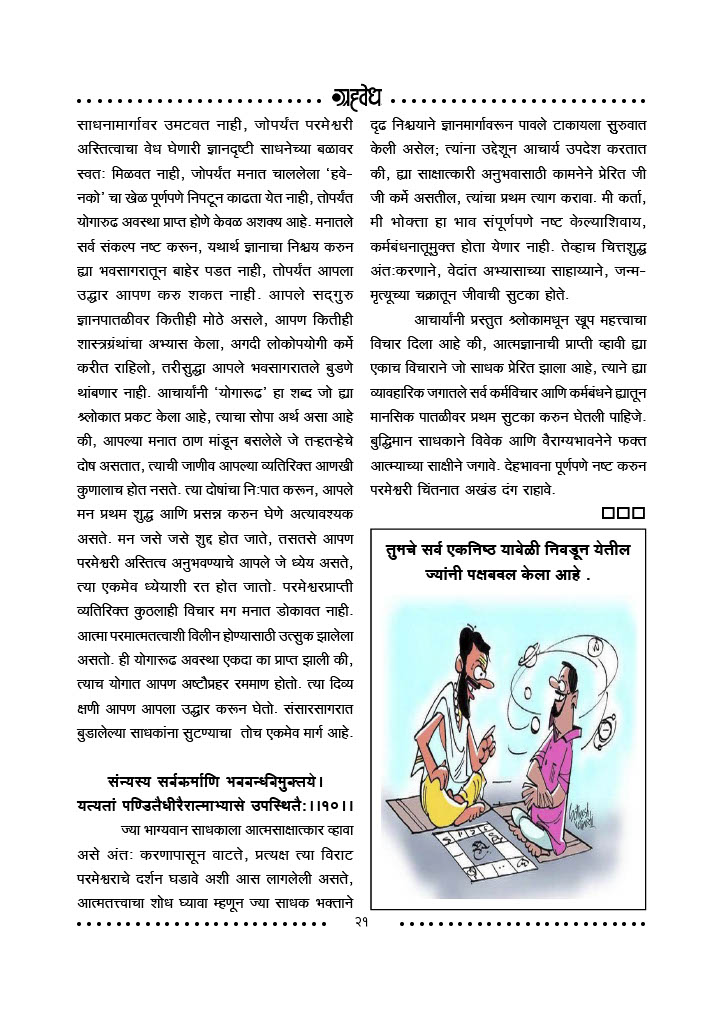 ग्रहवेध
साधनामार्गावर उमटवत नाही, जोपर्यंत परमेश्वरी
अस्तित्वाचा वेध घेणारी ज्ञानदृष्टी साधनेच्या बळावर
स्वतः मिळवत नाही, जोपर्यंत मनात चाललेला ‘हवे-
नको’ चा खेळ पूर्णपणे निपटून काढता येत नाही, तोपर्यंत
योगारुढ अवस्था प्राप्त होणे केवळ अशक्य आहे. मनातले
सर्व संकल्प नष्ट करून, यथार्थ ज्ञानाचा निश्चय करुन
ह्या भवसागरातून बाहेर पडत नाही, तोपर्यंत आपला
उद्धार आपण करु शकत नाही. आपले सद्‌गुरु
ज्ञानपातळीवर कितीही मोठे असले, आपण कितीही
शास्त्रग्रंथांचा अभ्यास केला, अगदी लोकोपयोगी कर्मे
करीत राहिलो, तरीसुद्धा आपले भवसागरातले बुडणे
थांबणार नाही. आचार्यांनी ‘योगारूढ’ हा शब्द जो ह्या
श्लोकात प्रकट केला आहे, त्याचा सोपा अर्थ असा आहे
की, आपल्या मनात ठाण मांडून बसलेले जे तऱ्हतऱ्हेचे
दोष असतात, त्याची जाणीव आपल्या व्यतिरिक्त आणखी
कुणालाच होत नसते. त्या दोषांचा निःपात करून, आपले
मन प्रथम शुद्ध आणि प्रसन्न करुन घेणे अत्यावश्यक
असते. मन जसे जसे शुद्द होत जाते, तसतसे आपण
परमेश्वरी अस्तित्व अनुभवण्याचे आपले जे ध्येय असते,
त्या एकमेव ध्येयाशी रत होत जातो. परमेश्वरप्राप्ती
व्यतिरिक्त कुठलाही विचार मग मनात डोकावत नाही.
आत्मा परमात्मतत्वाशी विलीन होण्यासाठी उत्सुक झालेला
असतो. ही योगारूढ अवस्था एकदा का प्राप्त झाली की,
त्याच योगात आपण अष्टौप्रहर रममाण होतो. त्या दिव्य
क्षणी आपण आपला उद्धार करून घेतो. संसारसागरात
बुडालेल्या साधकांना सुटण्याचा तोच एकमेव मार्ग आहे.
संन्यस्य सर्वकर्माणि भवबन्धविमुक्तये।
यत्यतां पण्डितैर्धीरैरात्माभ्यासे उपस्थितैः।।१०।।
ज्या भाग्यवान साधकाला आत्मसाक्षात्कार व्हावा
असे अंतः करणापासून वाटते, प्रत्यक्ष त्या विराट
परमेश्वराचे दर्शन घडावे अशी आस लागलेली असते,
आत्मतत्त्वाचा शोध घ्यावा म्हणून ज्या साधक भक्ताने
दृढ निश्चयाने ज्ञानमार्गावरून पावले टाकायला सुरुवात
केली असेल; त्यांना उद्देशून आचार्य उपदेश करतात
की, ह्या साक्षात्कारी अनुभवासाठी कामनेने प्रेरित जी
जी कर्मे असतील, त्यांचा प्रथम त्याग करावा. मी कर्ता,
मी भोक्ता हा भाव संपूर्णपणे नष्ट केल्याशिवाय,
कर्मबंधनातूमुक्त होता येणार नाही. तेव्हाच चित्तशुद्ध
अंतःकरणाने, वेदांत अभ्यासाच्या साहाय्याने, जन्म-
मृत्यूच्या चक्रातून जीवाची सुटका होते.
आचार्यांनी प्रस्तुत श्लोकामधून खूप महत्त्वाचा
विचार दिला आहे की, आत्मज्ञानाची प्राप्ती व्हावी ह्या
एकाच विचाराने जो साधक प्रेरित झाला आहे, त्याने ह्या
व्यावहारिक जगातले सर्व कर्मविचार आणि कर्मबंधने ह्यातून
मानसिक पातळीवर प्रथम सुटका करुन घेतली पाहिजे.
बुद्धिमान साधकाने विवेक आणि वैराग्यभावनेने फक्त
आत्म्याच्या साक्षीने जगावे. देहभावना पूर्णपणे नष्ट करुन
परमेश्वरी चिंतनात अखंड दंग राहावे.
तुमचे सर्व एकनिष्ठ यावेळी निवडून येतील
ज्यांनी पक्षबदल केला आहे .
२१